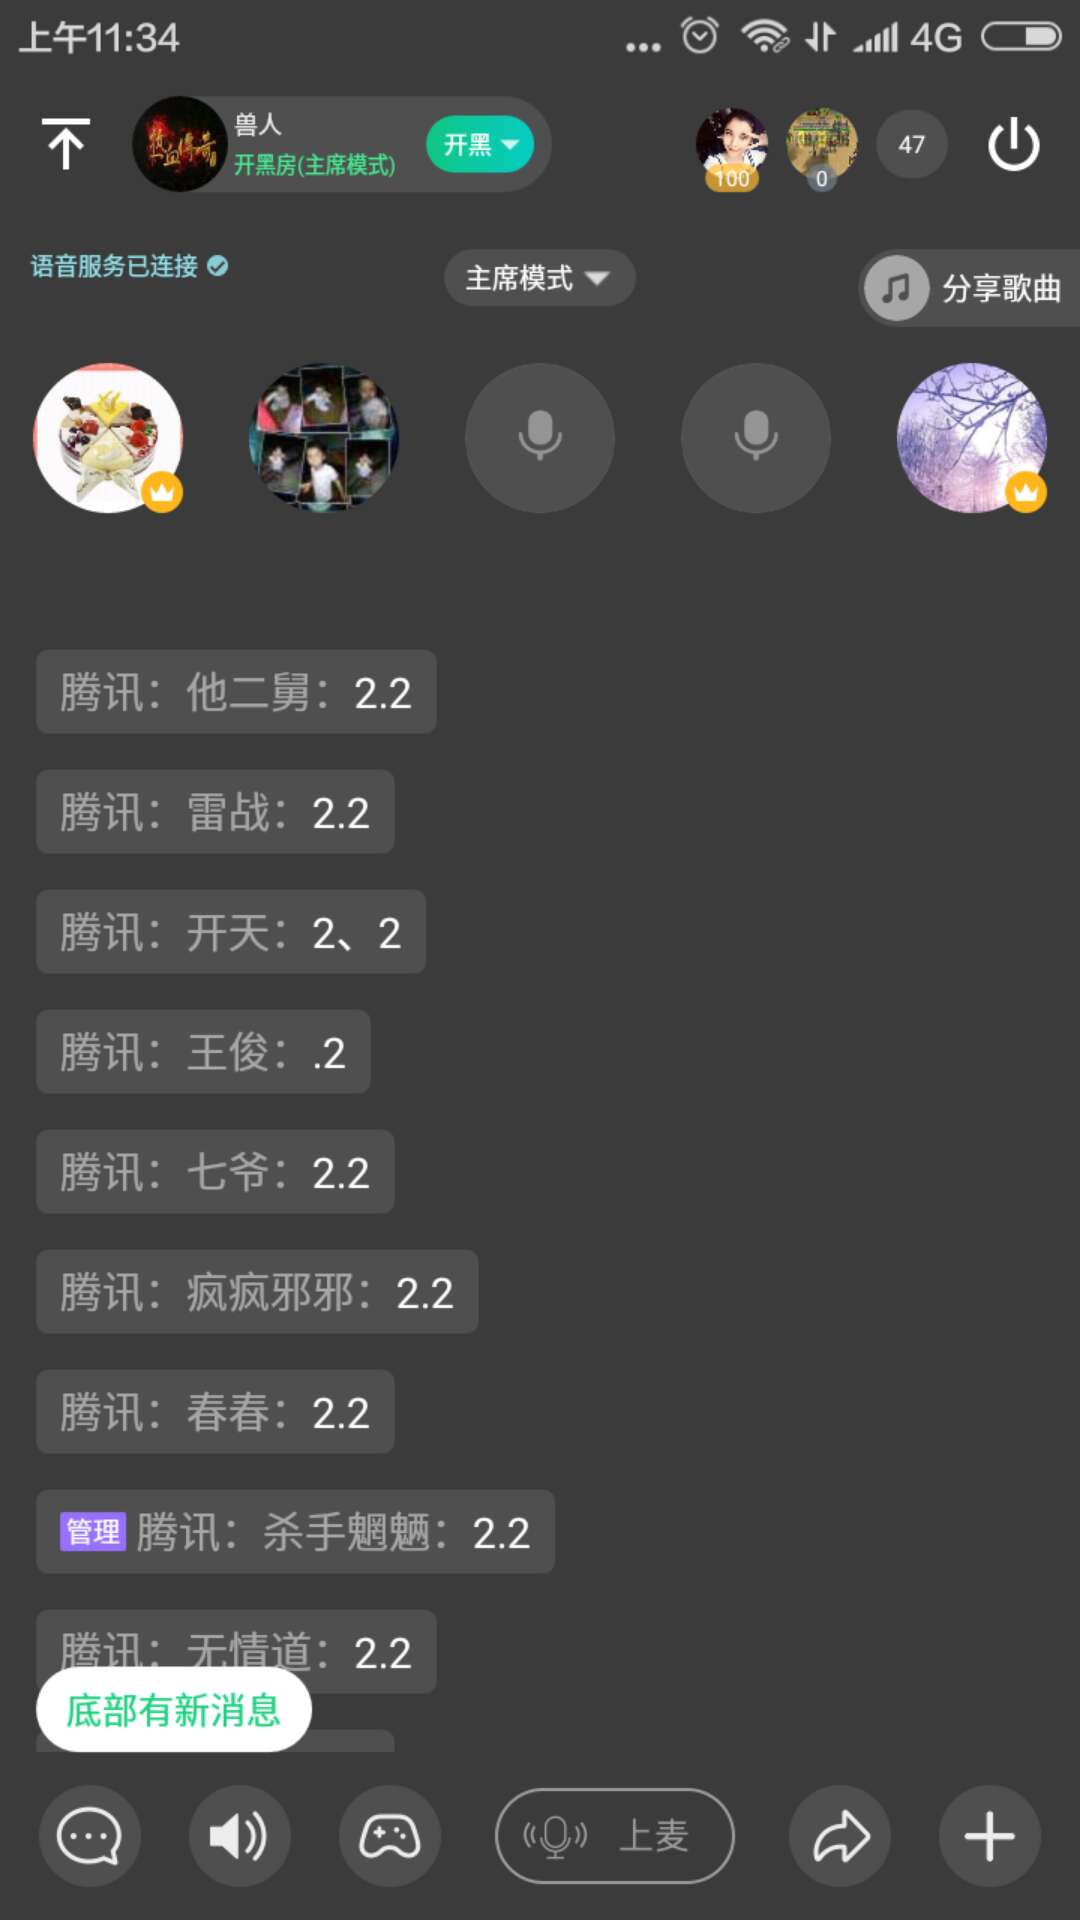 上午11:34
4G
热血传奇
兽人
开黑房(主席模式)
开黑
100
0
47
语音服务已连接
主席模式
分享歌曲
腾讯：他二舅：2.2
腾讯：雷战：2.2
腾讯：开天：2、2
腾讯：王俊：.2
腾讯：七爷：2.2
腾讯：疯疯邪邪：2.2
腾讯：春春：2.2
管理 腾讯：杀手魍魉：2.2
腾讯：无情道：2.2
底部有新消息
上麦